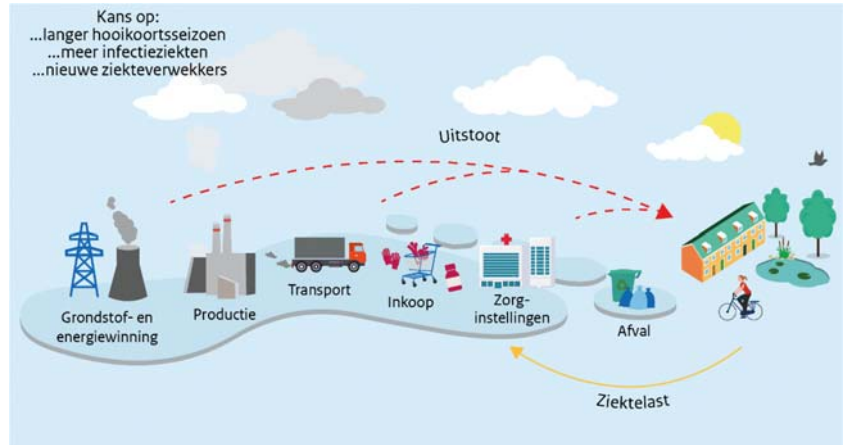 Kans op:
...langer hooikoortsseizoen
...meer infectieziekten
...nieuwe ziekteverwekkers
Uitstoot
Grondstof- en
energiewinning
Productie
Transport
Inkoop
Zorg-
instellingen
Afval
Ziektelast